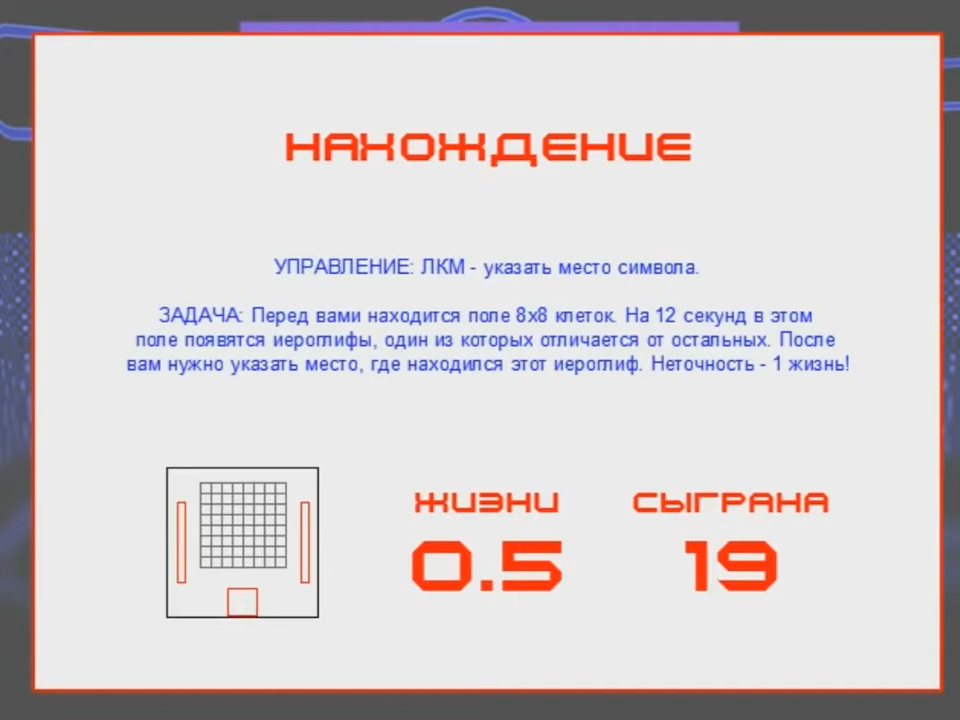 НАХОЖДЕНИЕ
УПРАВЛЕНИЕ: ЛКМ - указать место символа.
ЗАДАЧА: Перед вами находится поле 8x8 клеток. На 12 секунд в этом
поле появятся иероглифы, один из которых отличается от остальных. После
вам нужно указать место, где находился этот иероглиф. Неточность - 1 жизнь!
ЖИЗНИ СЫГРАНА
0.5 19